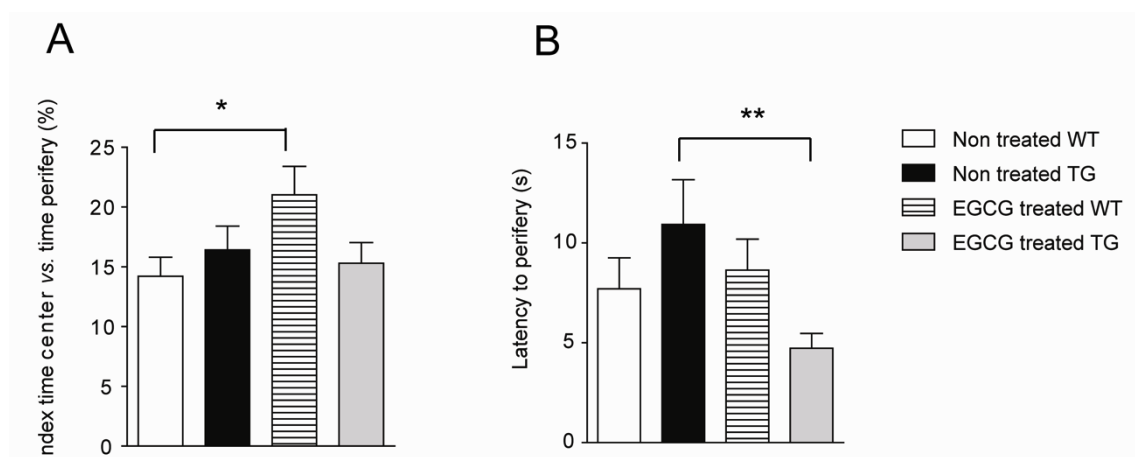 A
ndex time center vs. time perifery (%)
*
25
20
15
10
5
0
B
Latency to perifery (s)
**
15
10
5
0
Non treated WT
Non treated TG
EGCG treated WT
EGCG treated TG